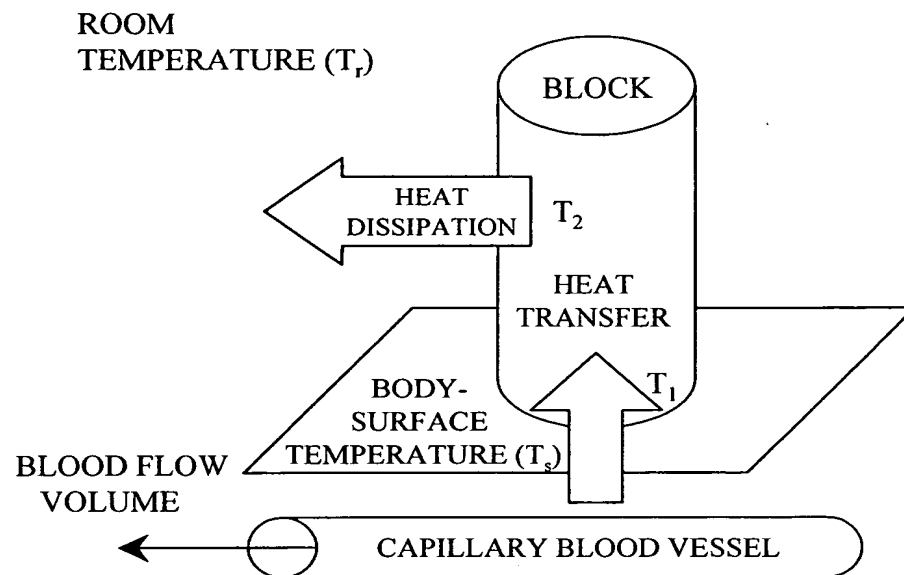 ROOM
TEMPERATURE (Tr)
BLOCK
HEAT
DISSIPATION
T2
HEAT
TRANSFER
T1
BODY-
SURFACE
TEMPERATURE (Ts)
BLOOD FLOW
VOLUME
CAPILLARY BLOOD VESSEL